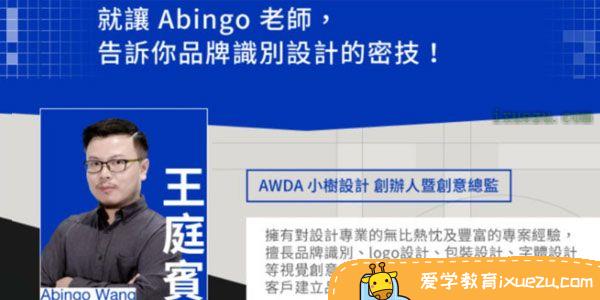 就讓 Abingo 老師，
告訴你品牌識別設計的密技！
王庭賓
Abingo Wang
AWDA 小樹設計 創辦人暨創意總監
擁有對設計專業的無比熱忱及豐富的專案經驗，
擅長品牌識別、logo設計、包裝設計、字體設計
等視覺創意
客戶建立品
爱学教育ixuezu.com